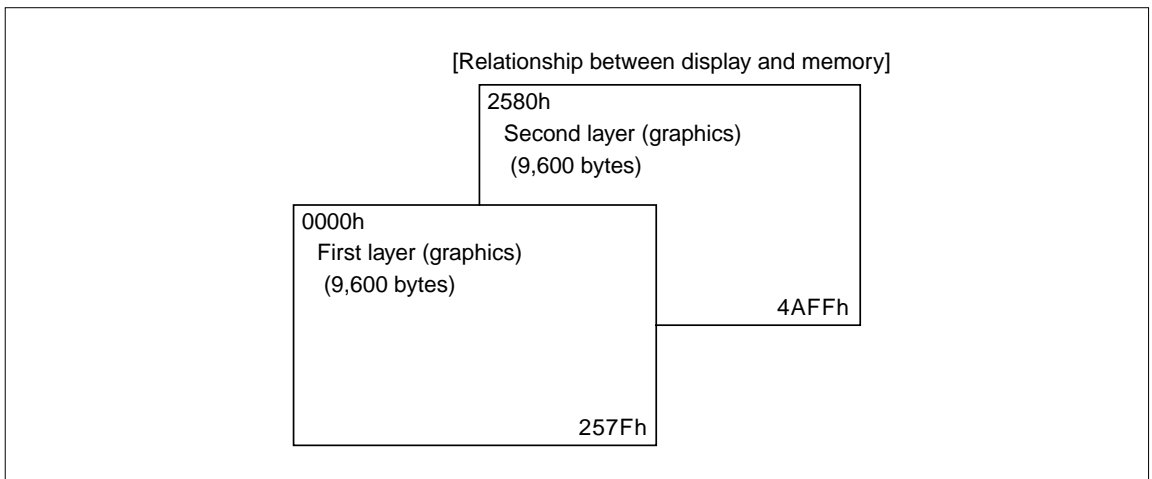 [Relationship between display and memory]
2580h
Second layer (graphics)
(9,600 bytes)
4AFFh
0000h
First layer (graphics)
(9,600 bytes)
257Fh